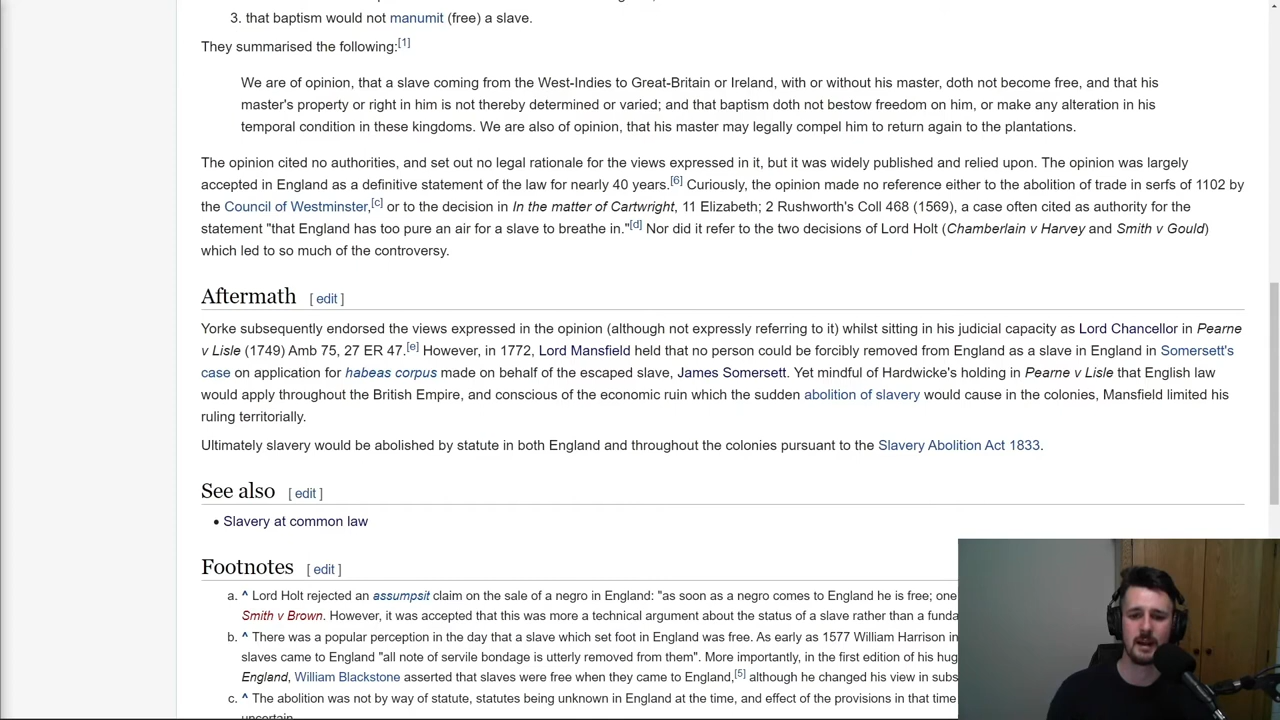 3. that baptism would not manumit (free) a slave.
They summarised the following:[1]
We are of opinion, that a slave coming from the West-Indies to Great-Britain or Ireland, with or without his master, doth not become free, and that his
master's property or right in him is not thereby determined or varied; and that baptism doth not bestow freedom on him, or make any alteration in his
temporal condition in these kingdoms. We are also of opinion, that his master may legally compel him to return again to the plantations.
The opinion cited no authorities, and set out no legal rationale for the views expressed in it, but it was widely published and relied upon. The opinion was largely
accepted in England as a definitive statement of the law for nearly 40 years.[6] Curiously, the opinion made no reference either to the abolition of trade in serfs of 1102 by
the Council of Westminster,[c] or to the decision in In the matter of Cartwright, 11 Elizabeth; 2 Rushworth's Coll 468 (1569), a case often cited as authority for the
statement "that England has too pure an air for a slave to breathe in."[d] Nor did it refer to the two decisions of Lord Holt (Chamberlain v Harvey and Smith v Gould)
which led to so much of the controversy.
Aftermath [ edit ]
Yorke subsequently endorsed the views expressed in the opinion (although not expressly referring to it) whilst sitting in his judicial capacity as Lord Chancellor in Pearne
v Lisle (1749) Amb 75, 27 ER 47.[e] However, in 1772, Lord Mansfield held that no person could be forcibly removed from England as a slave in England in Somersett's
case on application for habeas corpus made on behalf of the escaped slave, James Somersett. Yet mindful of Hardwicke's holding in Pearne v Lisle that English law
would apply throughout the British Empire, and conscious of the economic ruin which the sudden abolition of slavery would cause in the colonies, Mansfield limited his
ruling territorially.
Ultimately slavery would be abolished by statute in both England and throughout the colonies pursuant to the Slavery Abolition Act 1833.
See also [ edit ]
• Slavery at common law
Footnotes [ edit ]
a. ^ Lord Holt rejected an assumpsit claim on the sale of a negro in England: "as soon as a negro comes to England he is free; one
Smith v Brown. However, it was accepted that this was more a technical argument about the status of a slave rather than a funda
b. ^ There was a popular perception in the day that a slave which set foot in England was free. As early as 1577 William Harrison in
slaves came to England "all note of servile bondage is utterly removed from them". More importantly, in the first edition of his hug
England, William Blackstone asserted that slaves were free when they came to England,[5] although he changed his view in subs
c. ^ The abolition was not by way of statute, statutes being unknown in England at the time, and effect of the provisions in that time
uncertain.